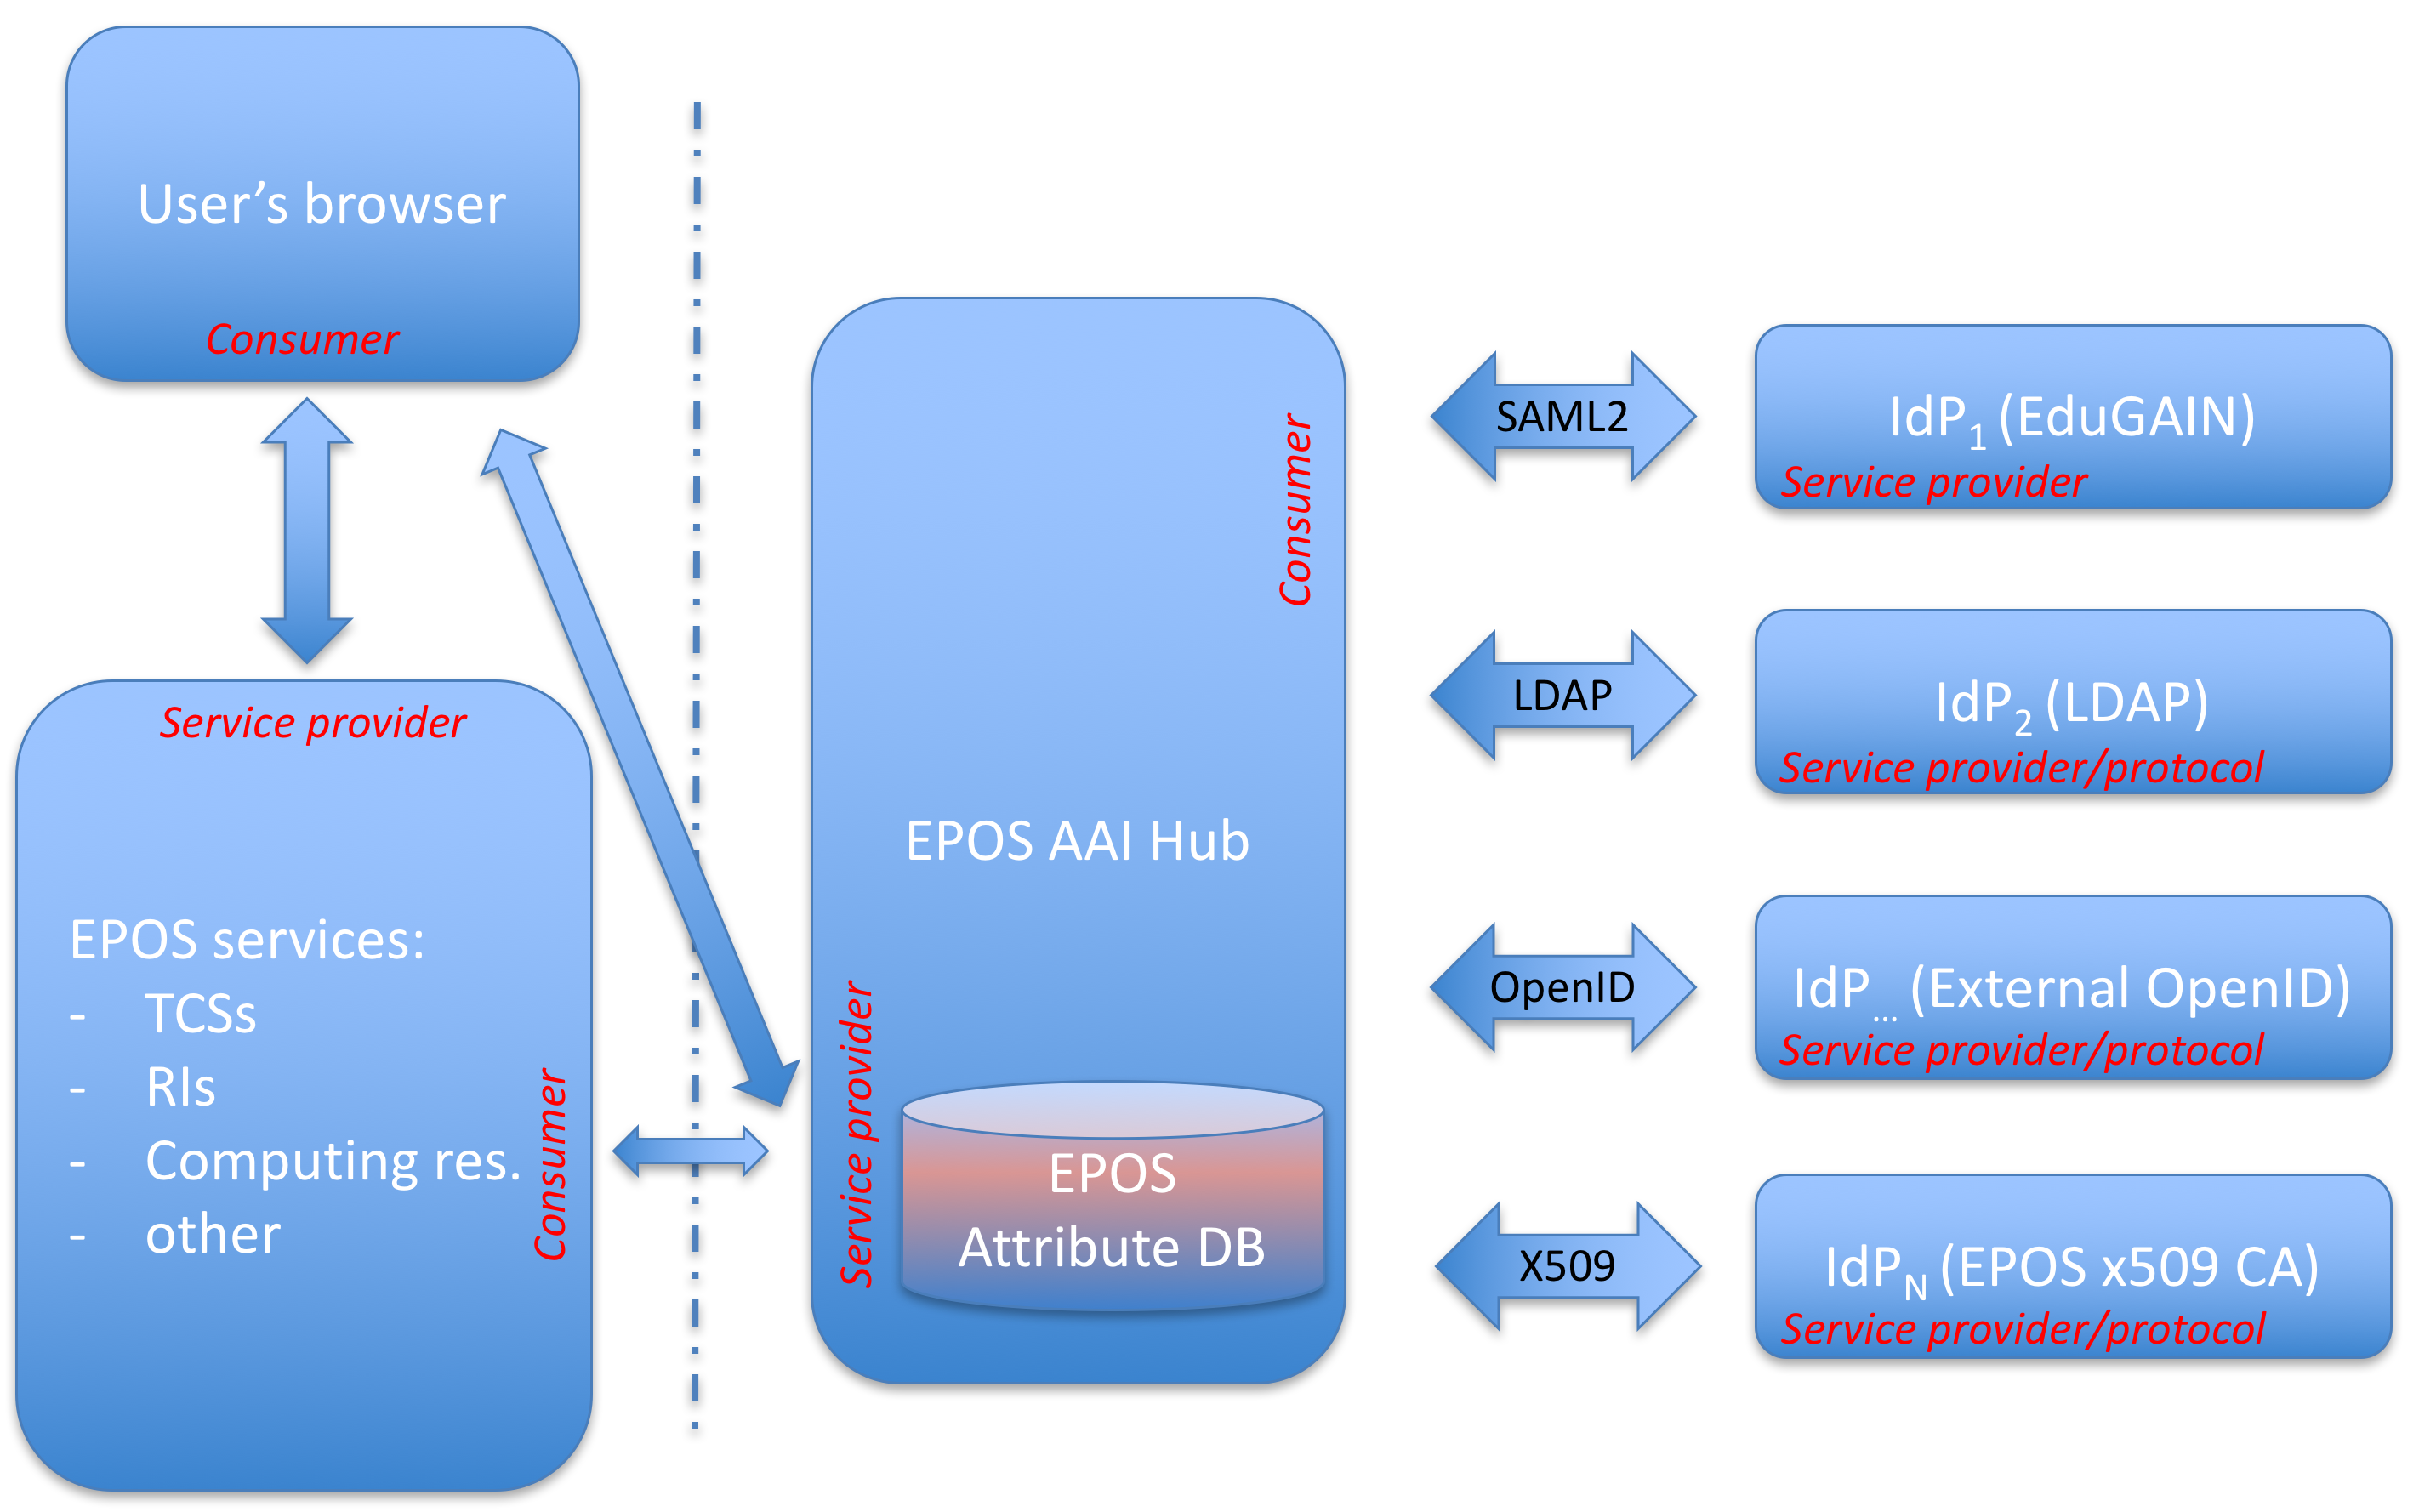 User’s browser
Consumer
Service provider
EPOS services:
- TCSs
- RIs
- Computing res.
- other
Consumer
Consumer
EPOS AAI Hub
Service provider
EPOS
Attribute DB
SAML2
IdP1 (EduGAIN)
Service provider
LDAP
IdP2 (LDAP)
Service provider/protocol
OpenID
IdP... (External OpenID)
Service provider/protocol
X509
IdPN (EPOS x509 CA)
Service provider/protocol